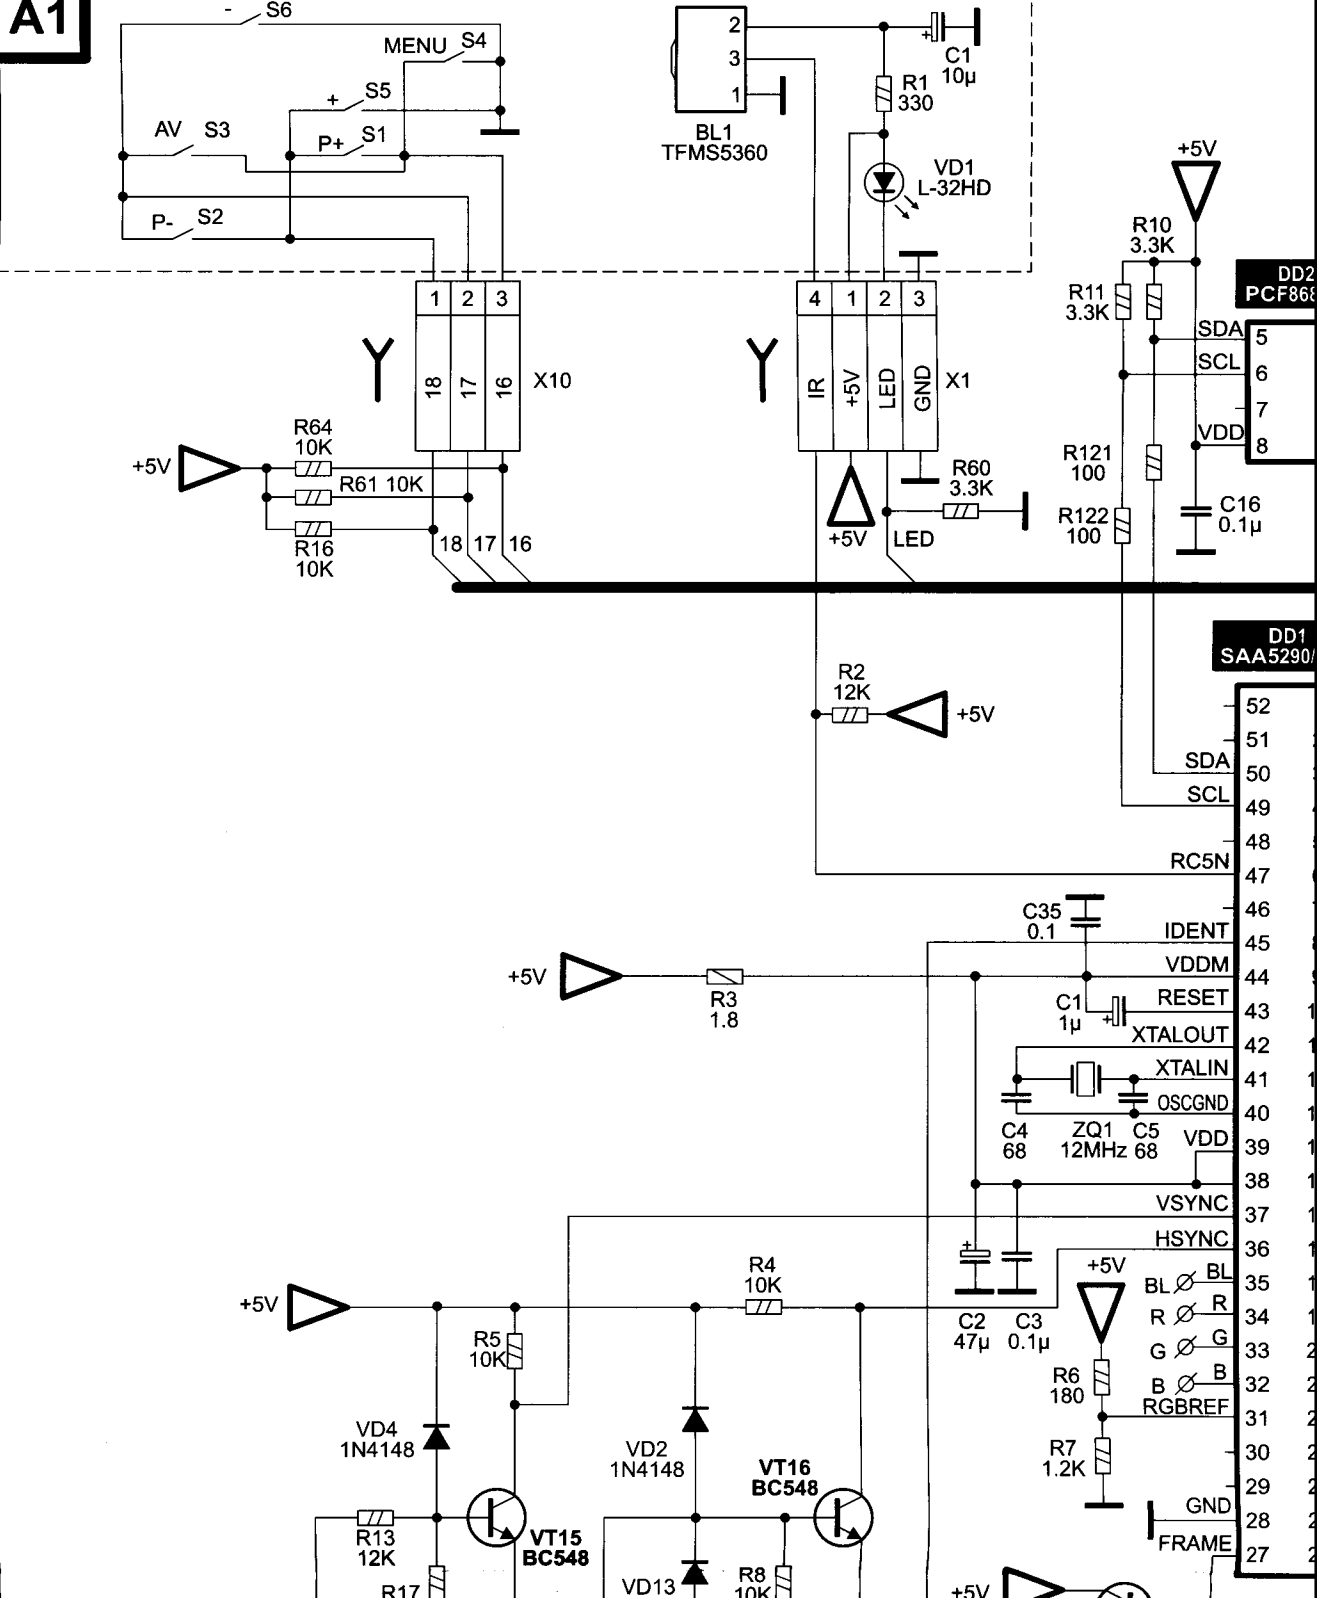 A1
- S6
MENU S4
+ S5
AV S3
P+ S1
P- S2
2
3
1
BL1
TFMS5360
C1
10µ
R1
330
VD1
L-32HD
+5V
R10
3.3K
R11
3.3K
DD2
SDA 5
SCL 6
7
VDD 8
1 2 3
18 17 16
X10
4 1 2 3
IR +5V LED GND
X1
+5V
R64
10K
R61 10K
R16
10K
18 17 16
R60
3.3K
+5V
LED
R121
100
R122
100
C16
0.1µ
DD1
SAA5290/
R2
12K
+5V
52
51
SDA 50
SCL 49
48
RC5N 47
46
C35
0.1
IDENT 45
VDDM 44
+5V
R3
1.8
C1
1µ
+
RESET 43
XTALOUT 42
XTALIN 41
OSCGND 40
C4
68
ZQ1
12MHz
C5
68
VDD 39
38
VSYNC 37
HSYNC 36
+
C2
47µ
C3
0.1µ
+5V
BL BL 35
R R 34
G G 33
B B 32
RGBREF 31
R6
180
R7
1.2K
30
29
GND 28
FRAME 27
+5V
R4
10K
R5
10K
VD4
1N4148
VD2
1N4148
VT16
BC548
R13
12K
VT15
BC548
R17
VD13
R8
10K
+5V